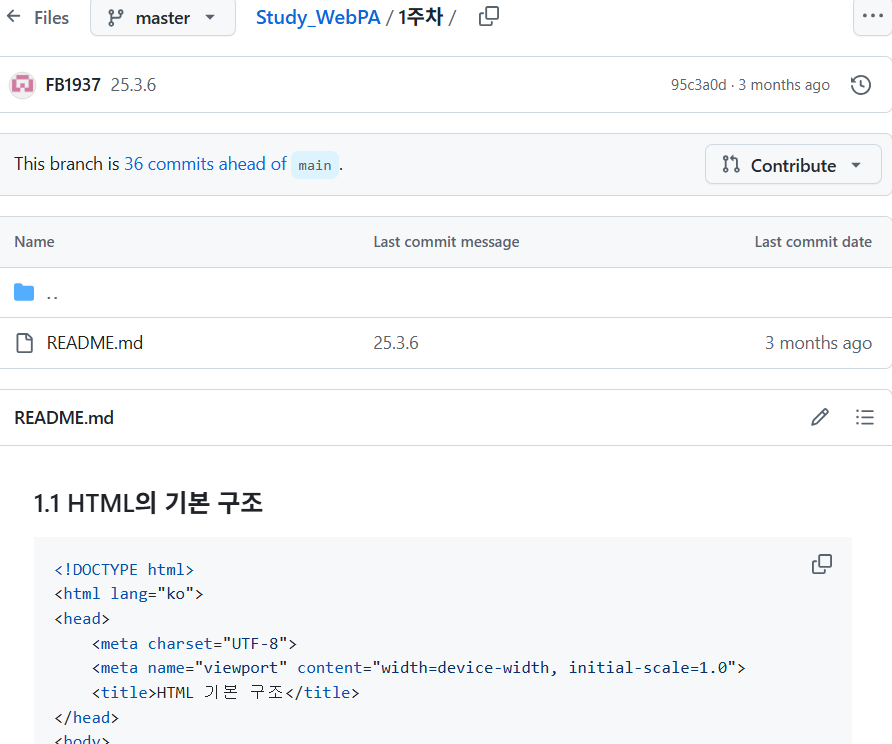 Files master Study_WebPA / 1주차 /
FB1937 25.3.6 95c3a0d · 3 months ago
This branch is 36 commits ahead of main .
Contribute
Name Last commit message Last commit date
..
README.md 25.3.6 3 months ago
README.md
1.1 HTML의 기본 구조
<!DOCTYPE html>
<html lang="ko">
<head>
    <meta charset="UTF-8">
    <meta name="viewport" content="width=device-width, initial-scale=1.0">
    <title>HTML 기본 구조</title>
</head>
<body>